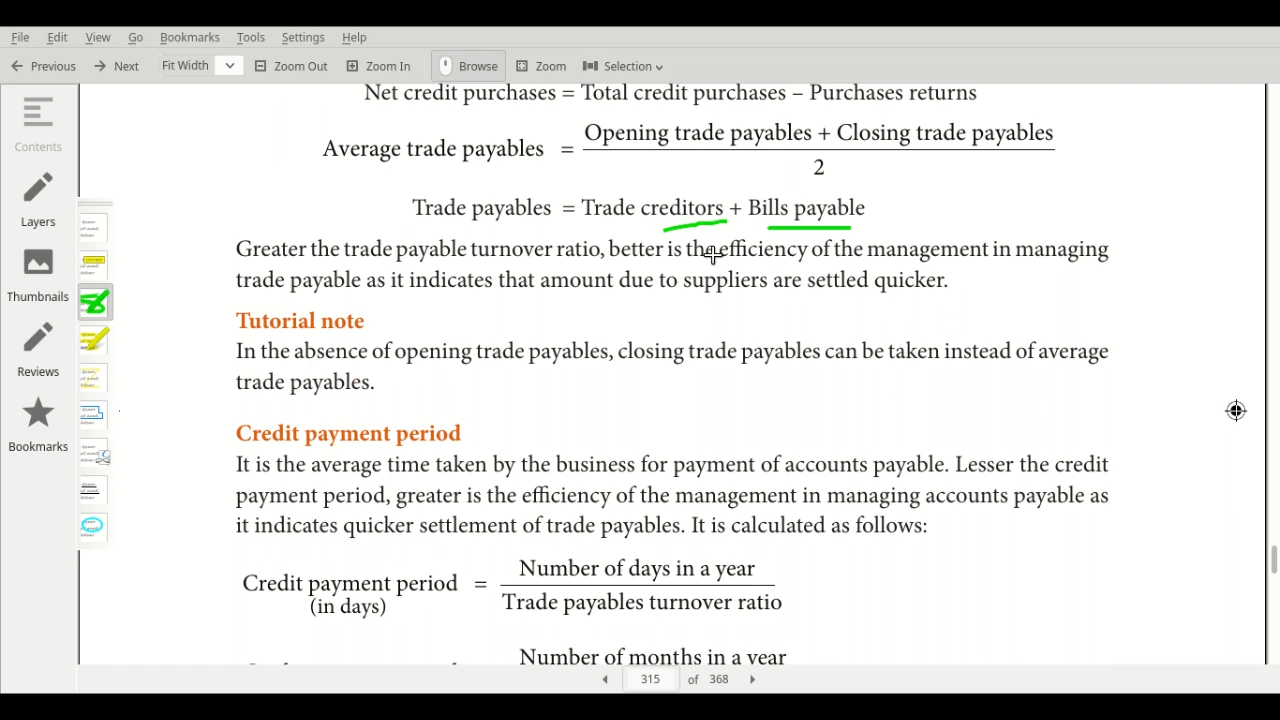 File Edit View Go Bookmarks Tools Settings Help
Previous Next Fit Width Zoom Out Zoom In Browse Zoom Selection
Contents
Layers
Thumbnails
Reviews
Bookmarks
Net credit purchases = Total credit purchases – Purchases returns
Average trade payables = Opening trade payables + Closing trade payables
2
Trade payables = Trade creditors + Bills payable
Greater the trade payable turnover ratio, better is the efficiency of the management in managing
trade payable as it indicates that amount due to suppliers are settled quicker.
Tutorial note
In the absence of opening trade payables, closing trade payables can be taken instead of average
trade payables.
Credit payment period
It is the average time taken by the business for payment of accounts payable. Lesser the credit
payment period, greater is the efficiency of the management in managing accounts payable as
it indicates quicker settlement of trade payables. It is calculated as follows:
Credit payment period = Number of days in a year
(in days) Trade payables turnover ratio
Number of months in a year
315 of 368